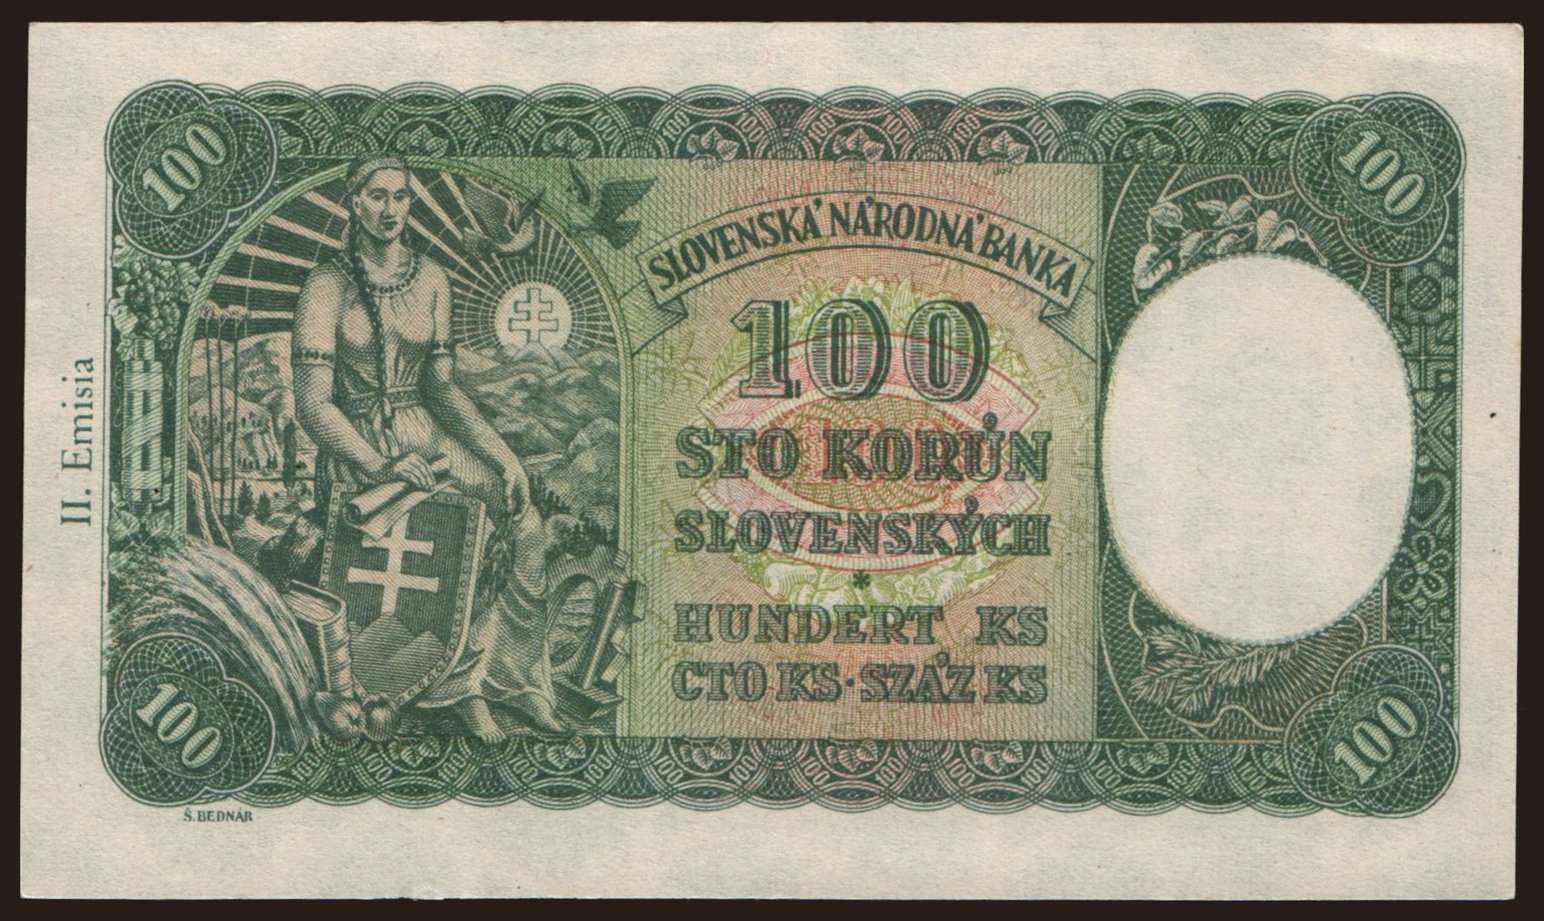 100
100
SLOVENSKÁ NÁRODNÁ BANKA
100
STO KORÚN
SLOVENSKÝCH
*
HUNDERT KS
CTO KS · SZÁZ KS
II. Emisia
100
100
Š. BEDNÁR